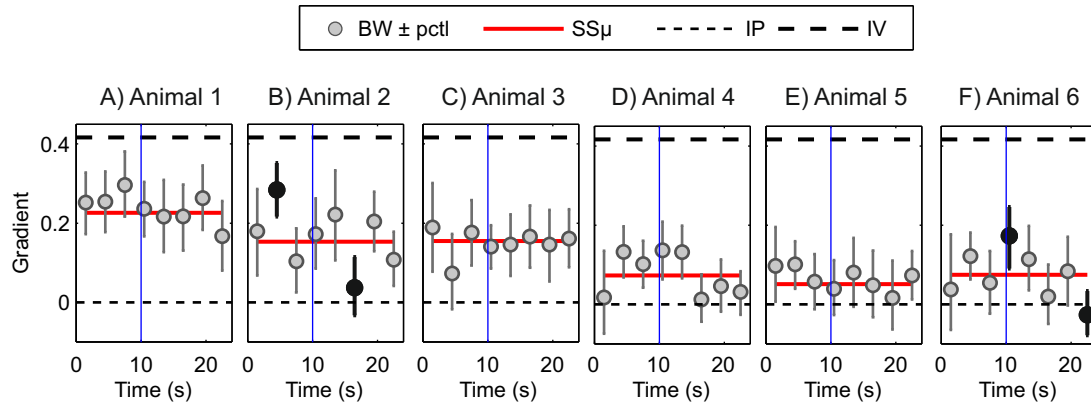 BW ± pctl SSμ IP IV
A) Animal 1 B) Animal 2 C) Animal 3 D) Animal 4 E) Animal 5 F) Animal 6
0.4
0.2
0
Gradient
0 10 20 0 10 20 0 10 20 0 10 20 0 10 20 0 10 20
Time (s) Time (s) Time (s) Time (s) Time (s) Time (s)